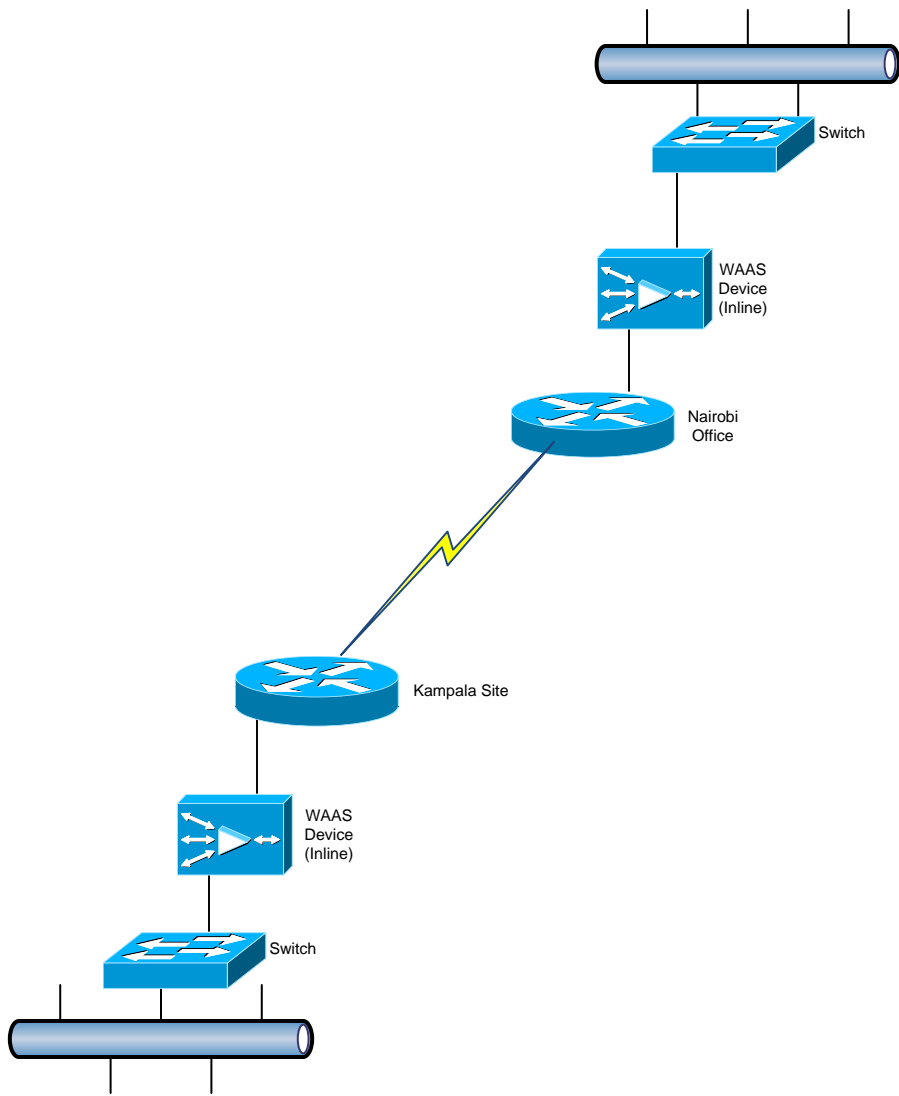 Switch
WAAS
Device
(Inline)
Nairobi
Office
Kampala Site
WAAS
Device
(Inline)
Switch